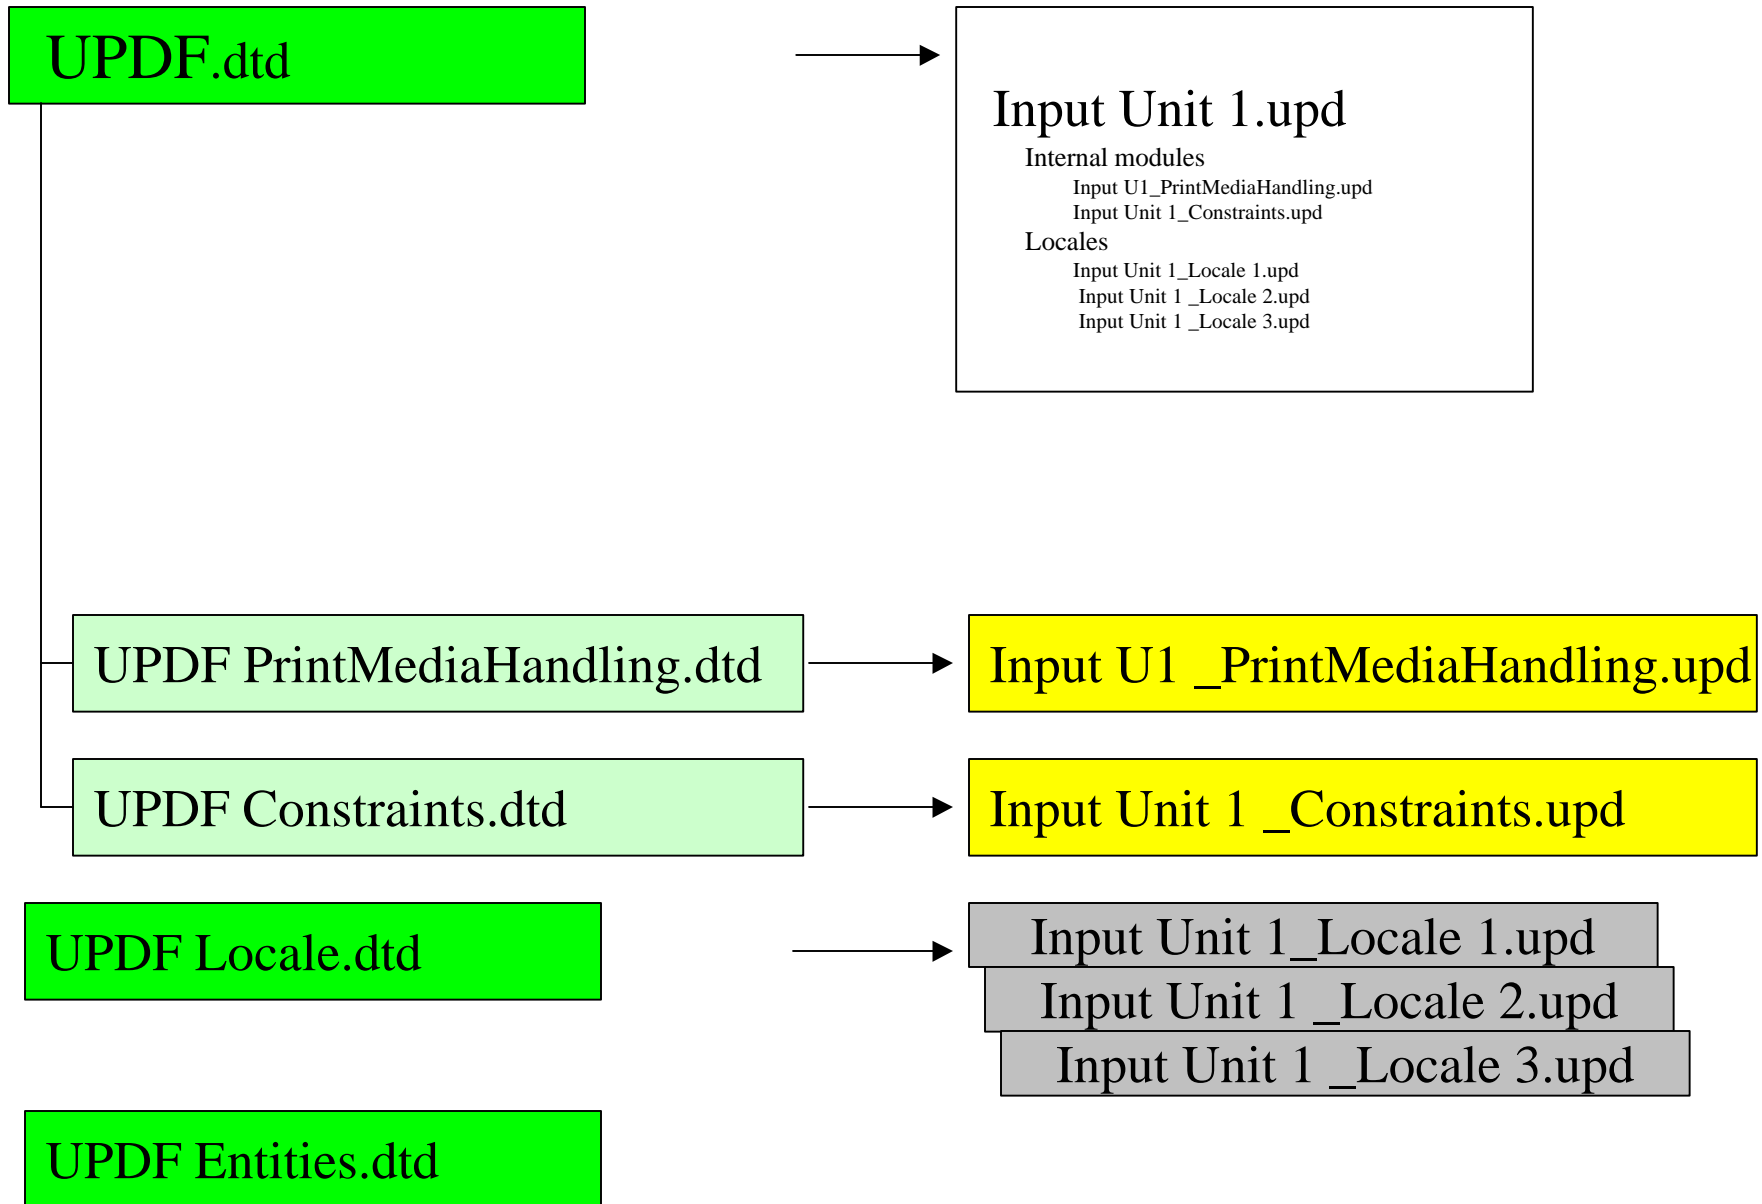 UPDF.dtd
Input Unit 1.upd
Internal modules
Input U1_PrintMediaHandling.upd
Input Unit 1_Constraints.upd
Locales
Input Unit 1_Locale 1.upd
Input Unit 1 _Locale 2.upd
Input Unit 1 _Locale 3.upd
UPDF PrintMediaHandling.dtd
Input U1 _PrintMediaHandling.upd
UPDF Constraints.dtd
Input Unit 1 _Constraints.upd
UPDF Locale.dtd
Input Unit 1_Locale 1.upd
Input Unit 1 _Locale 2.upd
Input Unit 1 _Locale 3.upd
UPDF Entities.dtd